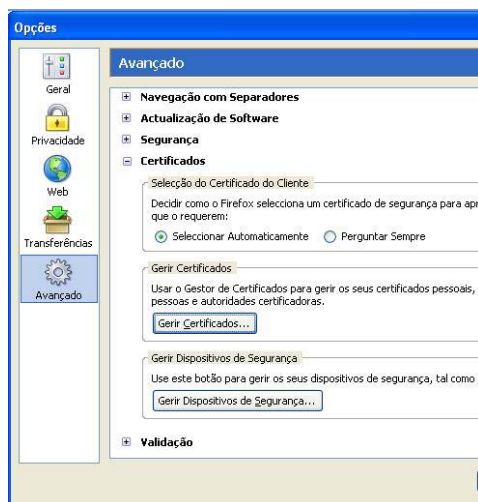 Opções
Geral
Privacidade
Web
Transferências
Avançado
Avançado
Navegação com Separadores
Actualização de Software
Segurança
Certificados
Selecção do Certificado do Cliente
Decidir como o Firefox selecciona um certificado de segurança para
que o requerem:
Seleccionar Automaticamente Perguntar Sempre
Gerir Certificados
Usar o Gestor de Certificados para gerir os seus certificados pessoais,
pessoas e autoridades certificadoras.
Gerir Certificados...
Gerir Dispositivos de Segurança
Use este botão para gerir os seus dispositivos de segurança, tal como
Gerir Dispositivos de Segurança...
Validação